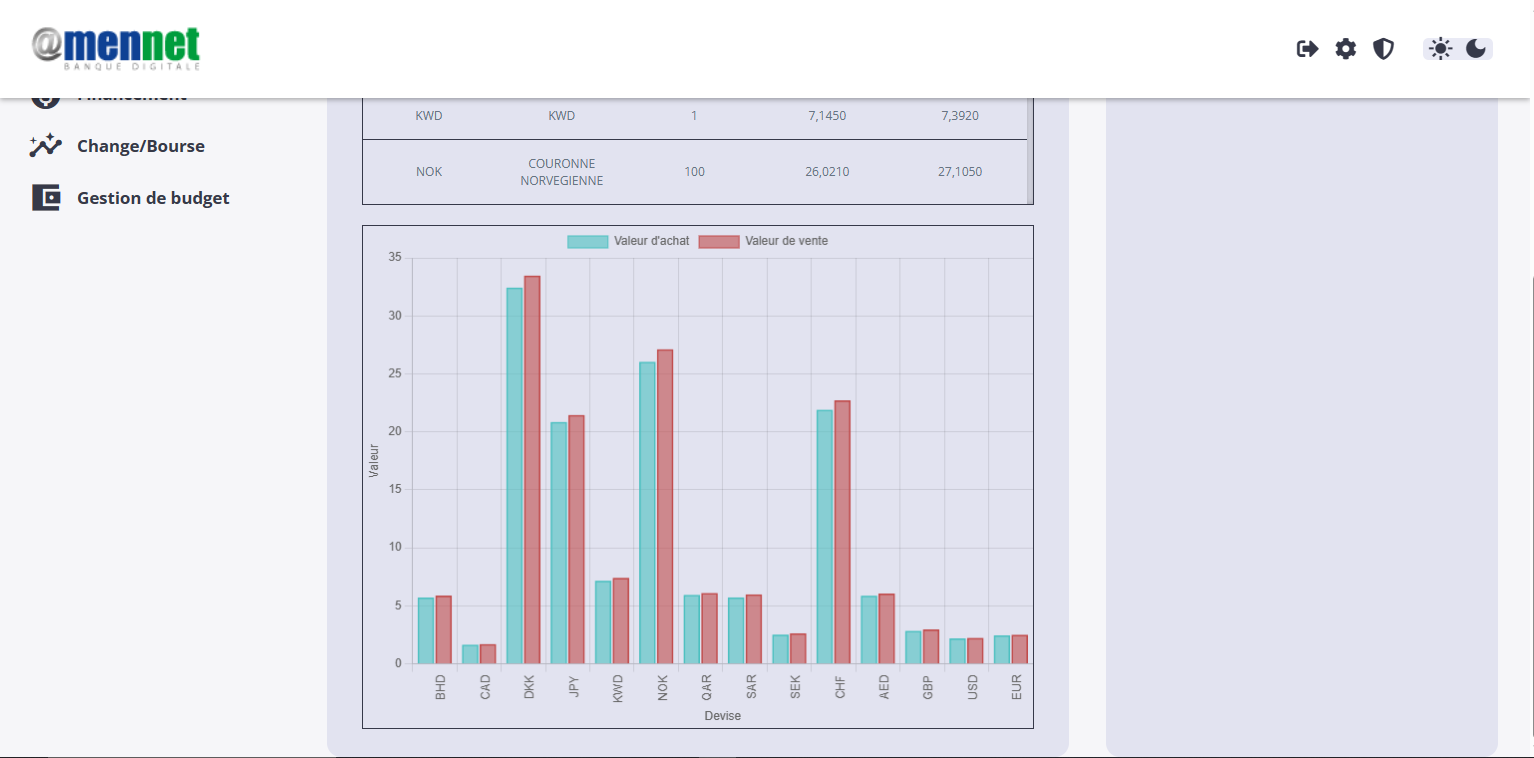 @mennet
BANQUE DIGITALE
Financement
Change/Bourse
Gestion de budget
KWD KWD 1 7,1450 7,3920
NOK COURONNE NORVEGIENNE 100 26,0210 27,1050
Valeur d'achat Valeur de vente
35
30
25
20
15
10
5
0
Valeur
BHD CAD DKK JPY KWD NOK QAR SAR SEK CHF AED GBP USD EUR
Devise